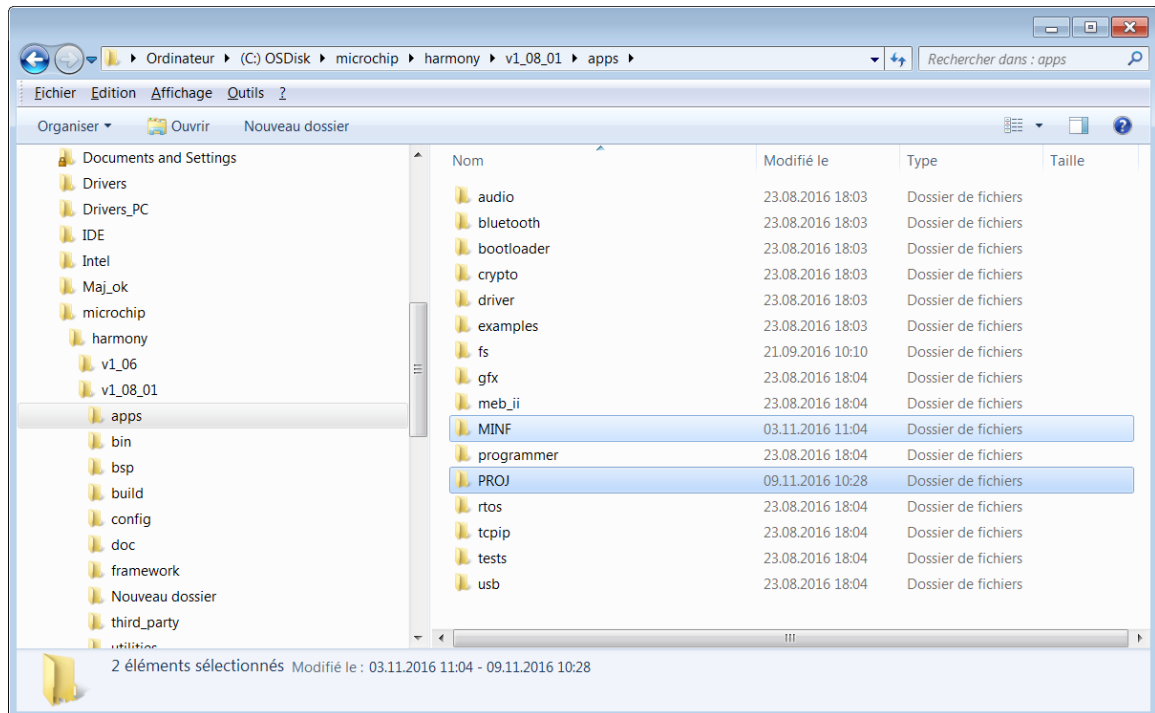 Ordinateur (C:) OSDisk microchip harmony v1_08_01 apps
Rechercher dans : apps
Fichier Edition Affichage Outils ?
Organiser Ouvrir Nouveau dossier
Documents and Settings
Drivers
Drivers_PC
IDE
Intel
Maj_ok
microchip
harmony
v1_06
v1_08_01
apps
bin
bsp
build
config
doc
framework
Nouveau dossier
third_party
utilities
Nom Modifié le Type Taille
audio 23.08.2016 18:03 Dossier de fichiers
bluetooth 23.08.2016 18:03 Dossier de fichiers
bootloader 23.08.2016 18:03 Dossier de fichiers
crypto 23.08.2016 18:03 Dossier de fichiers
driver 23.08.2016 18:03 Dossier de fichiers
examples 23.08.2016 18:03 Dossier de fichiers
fs 21.09.2016 10:10 Dossier de fichiers
gfx 23.08.2016 18:04 Dossier de fichiers
meb_ii 23.08.2016 18:04 Dossier de fichiers
MINF 03.11.2016 11:04 Dossier de fichiers
programmer 23.08.2016 18:04 Dossier de fichiers
PROJ 09.11.2016 10:28 Dossier de fichiers
rtos 23.08.2016 18:04 Dossier de fichiers
tcpip 23.08.2016 18:04 Dossier de fichiers
tests 23.08.2016 18:04 Dossier de fichiers
usb 23.08.2016 18:04 Dossier de fichiers
2 éléments sélectionnés Modifié le : 03.11.2016 11:04 - 09.11.2016 10:28